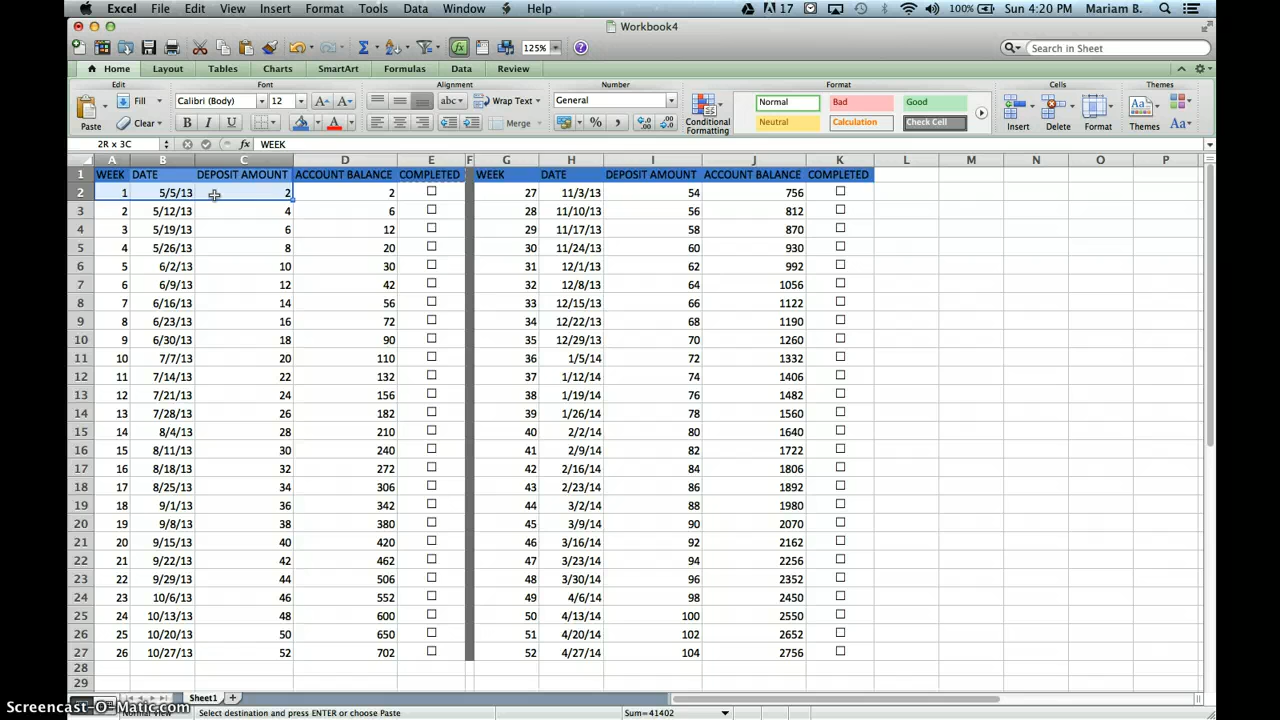 Excel File Edit View Insert Format Tools Data Window Help 17 100% Sun 4:20 PM Mariam B.
Workbook4
125% Search in Sheet
Home Layout Tables Charts SmartArt Formulas Data Review
Edit Font Alignment Number Format Cells Themes
Fill Calibri (Body) 12 abc Wrap Text General Normal Bad Good
Paste Clear B I U Merge % Conditional Formatting Neutral Calculation Check Cell Insert Delete Format Themes Aa
2R x 3C fx WEEK
A B C D E F G H I J K L M N O P
1 WEEK DATE DEPOSIT AMOUNT ACCOUNT BALANCE COMPLETED WEEK DATE DEPOSIT AMOUNT ACCOUNT BALANCE COMPLETED
2 1 5/5/13 2 2 27 11/3/13 54 756
3 2 5/12/13 4 6 28 11/10/13 56 812
4 3 5/19/13 6 12 29 11/17/13 58 870
5 4 5/26/13 8 20 30 11/24/13 60 930
6 5 6/2/13 10 30 31 12/1/13 62 992
7 6 6/9/13 12 42 32 12/8/13 64 1056
8 7 6/16/13 14 56 33 12/15/13 66 1122
9 8 6/23/13 16 72 34 12/22/13 68 1190
10 9 6/30/13 18 90 35 12/29/13 70 1260
11 10 7/7/13 20 110 36 1/5/14 72 1332
12 11 7/14/13 22 132 37 1/12/14 74 1406
13 12 7/21/13 24 156 38 1/19/14 76 1482
14 13 7/28/13 26 182 39 1/26/14 78 1560
15 14 8/4/13 28 210 40 2/2/14 80 1640
16 15 8/11/13 30 240 41 2/9/14 82 1722
17 16 8/18/13 32 272 42 2/16/14 84 1806
18 17 8/25/13 34 306 43 2/23/14 86 1892
19 18 9/1/13 36 342 44 3/2/14 88 1980
20 19 9/8/13 38 380 45 3/9/14 90 2070
21 20 9/15/13 40 420 46 3/16/14 92 2162
22 21 9/22/13 42 462 47 3/23/14 94 2256
23 22 9/29/13 44 506 48 3/30/14 96 2352
24 23 10/6/13 46 552 49 4/6/14 98 2450
25 24 10/13/13 48 600 50 4/13/14 100 2550
26 25 10/20/13 50 650 51 4/20/14 102 2652
27 26 10/27/13 52 702 52 4/27/14 104 2756
28
29
Sheet1
Screencast-O-Matic.com Normal View Select destination and press ENTER or choose Paste Sum=41402